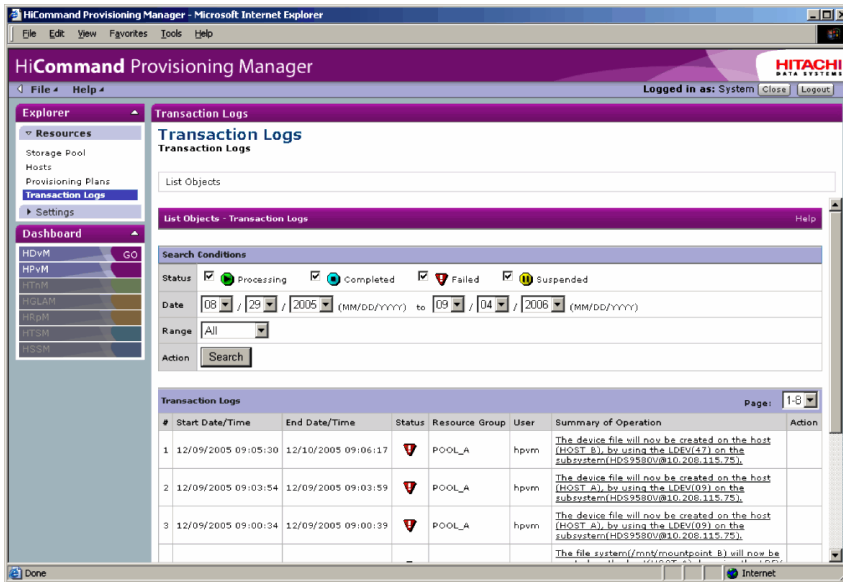 HiCommand Provisioning Manager - Microsoft Internet Explorer
File Edit View Favorites Tools Help
HiCommand Provisioning Manager
HITACHI
DATA SYSTEMS
File Help
Logged in as: System Close Logout
Explorer
Resources
Storage Pool
Hosts
Provisioning Plans
Transaction Logs
Settings
Dashboard
HDvM GO
HPvM
HTnM
HGLAM
HRpM
HTSM
HSSM
Transaction Logs
Transaction Logs
Transaction Logs
List Objects
List Objects - Transaction Logs Help
Search Conditions
Status Processing Completed Failed Suspended
Date 08 / 29 / 2005 (MM/DD/YYYY) to 09 / 04 / 2006 (MM/DD/YYYY)
Range All
Action Search
Transaction Logs Page: 1-8
# Start Date/Time End Date/Time Status Resource Group User Summary of Operation Action
1 12/09/2005 09:05:30 12/10/2005 09:06:17 POOL_A hpvm The device file will nov be created on the host
(HOST_B), by using the LDEV(47) on the
subsystem(HDS9580V@10.208.115.75).
2 12/09/2005 09:03:54 12/09/2005 09:03:59 POOL_A hpvm The device file will nov be created on the host
(HOST_A), by using the LDEV(09) on the
subsystem(HDS9580V@10.208.115.75).
3 12/09/2005 09:00:34 12/09/2005 09:00:39 POOL_A hpvm The device file will nov be created on the host
(HOST_A), by using the LDEV(09) on the
subsystem(HDS9580V@10.208.115.75).
The file system(/mnt/mountpoint_B) will now be
Done Internet